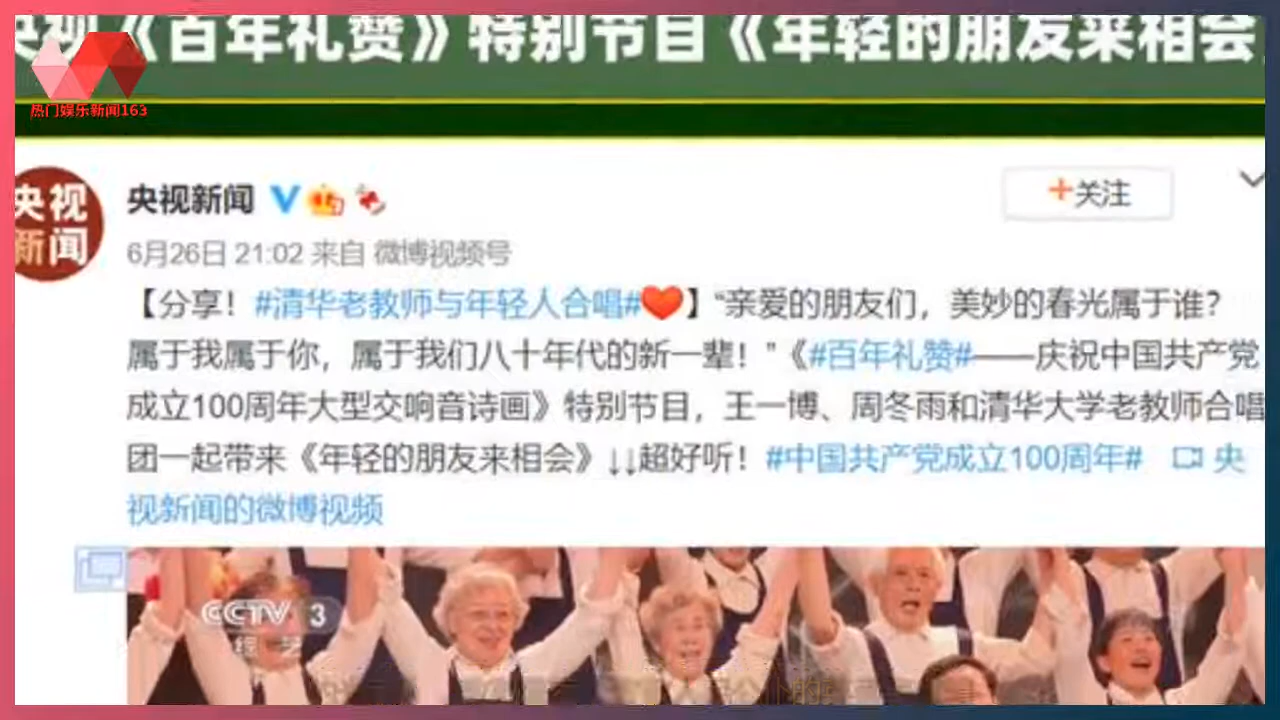 央视《百年礼赞》特别节目《年轻的朋友来相会
热门娱乐新闻163
央视
新闻
央视新闻
+关注
6月26日 21:02 来自 微博视频号
【分享！#清华老教师与年轻人合唱#❤️】“亲爱的朋友们，美妙的春光属于谁？
属于我属于你，属于我们八十年代的新一辈！”《#百年礼赞#——庆祝中国共产党
成立100周年大型交响音诗画》特别节目，王一博、周冬雨和清华大学老教师合唱
团一起带来《年轻的朋友来相会》↓↓超好听！#中国共产党成立100周年# 央
视新闻的微博视频
CCTV 3
综艺